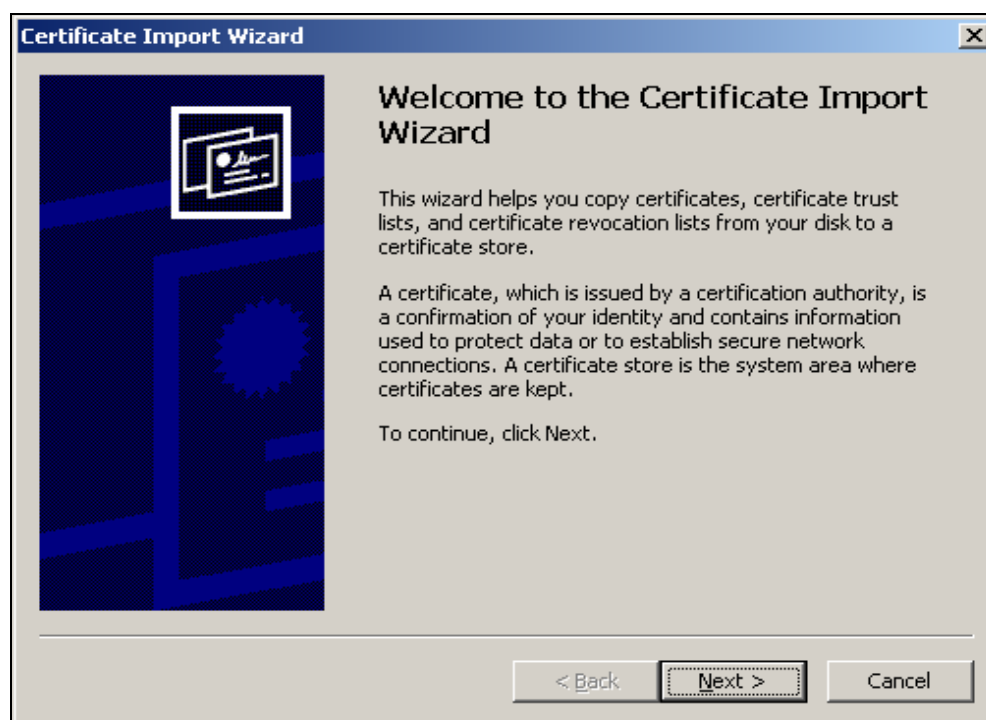 Certificate Import Wizard
Welcome to the Certificate Import
Wizard
This wizard helps you copy certificates, certificate trust
lists, and certificate revocation lists from your disk to a
certificate store.
A certificate, which is issued by a certification authority, is
a confirmation of your identity and contains information
used to protect data or to establish secure network
connections. A certificate store is the system area where
certificates are kept.
To continue, click Next.
< Back Next > Cancel